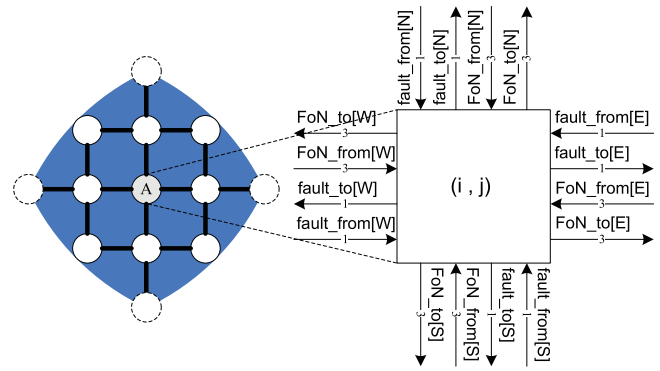 fault_from[N]
1
fault_to[N]
1
FoN_from[N]
3
FoN_to[N]
3
FoN_to[W]
3
FoN_from[W]
3
fault_to[W]
1
fault_from[W]
1
A
(i , j)
fault_from[E]
1
fault_to[E]
1
FoN_from[E]
3
FoN_to[E]
3
FoN_to[S]
3
FoN_from[S]
3
fault_to[S]
1
fault_from[S]
1